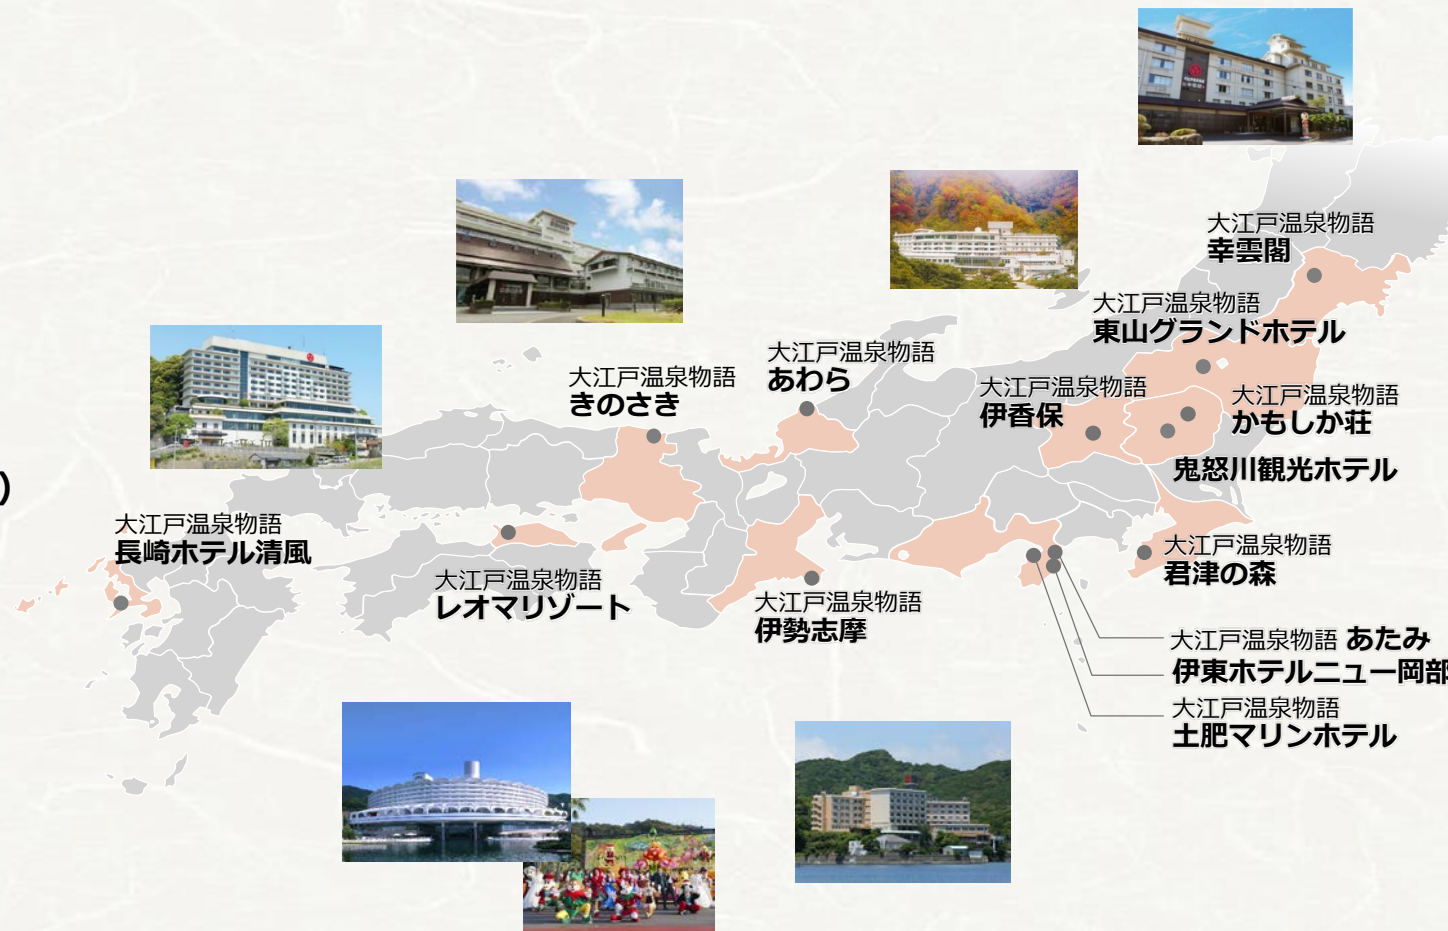 大江戸温泉物語
幸雲閣
大江戸温泉物語
東山グランドホテル
大江戸温泉物語
あわら
大江戸温泉物語
きのさき
大江戸温泉物語
伊香保
大江戸温泉物語
かもしか荘
鬼怒川観光ホテル
)
大江戸温泉物語
長崎ホテル清風
大江戸温泉物語
レオマリゾート
大江戸温泉物語
伊勢志摩
大江戸温泉物語
君津の森
大江戸温泉物語 あたみ
伊東ホテルニュー岡部
大江戸温泉物語
土肥マリンホテル